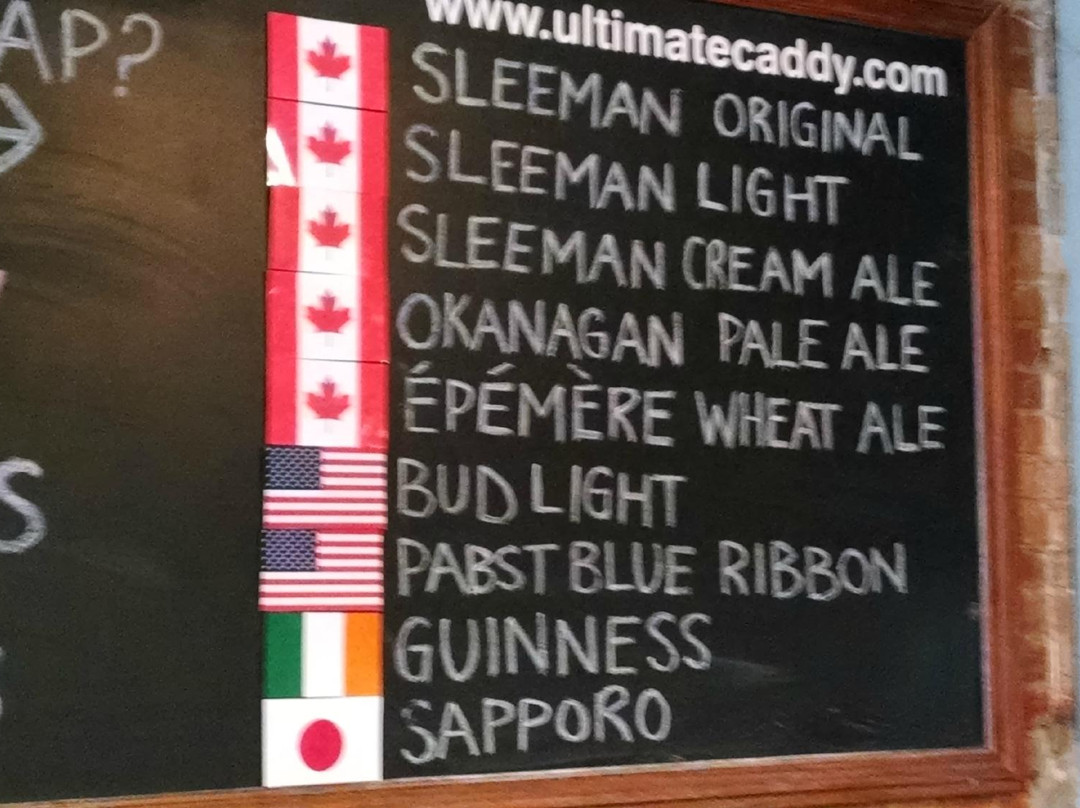 AP?
www.ultimatecaddy.com
SLEEMAN ORIGINAL
SLEEMAN LIGHT
SLEEMAN CREAM ALE
OKANAGAN PALE ALE
ÉPÉMÈRE WHEAT ALE
BUD LIGHT
S
PABST BLUE RIBBON
GUINNESS
SAPPORO